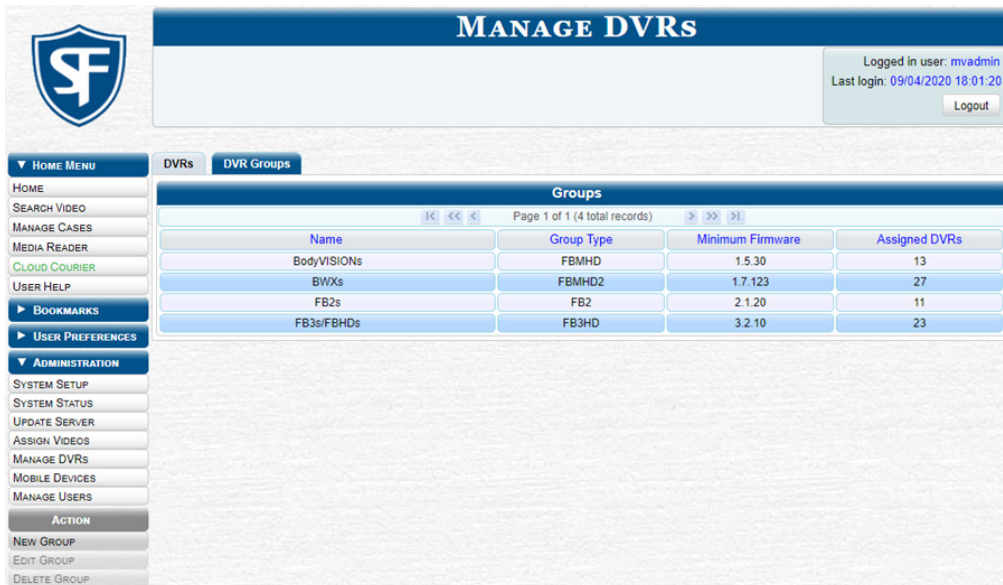 SF
MANAGE DVRS
Logged in user: mvadmin
Last login: 09/04/2020 18:01:20
Logout
▼ HOME MENU
HOME
SEARCH VIDEO
MANAGE CASES
MEDIA READER
CLOUD COURIER
USER HELP
► BOOKMARKS
► USER PREFERENCES
▼ ADMINISTRATION
SYSTEM SETUP
SYSTEM STATUS
UPDATE SERVER
ASSIGN VIDEOS
MANAGE DVRS
MOBILE DEVICES
MANAGE USERS
ACTION
NEW GROUP
EDIT GROUP
DELETE GROUP
DVRs DVR Groups
Groups
Page 1 of 1 (4 total records)
Name Group Type Minimum Firmware Assigned DVRs
BodyVISIONs FBMHD 1.5.30 13
BWXs FBMHD2 1.7.123 27
FB2s FB2 2.1.20 11
FB3s/FBHDs FB3HD 3.2.10 23